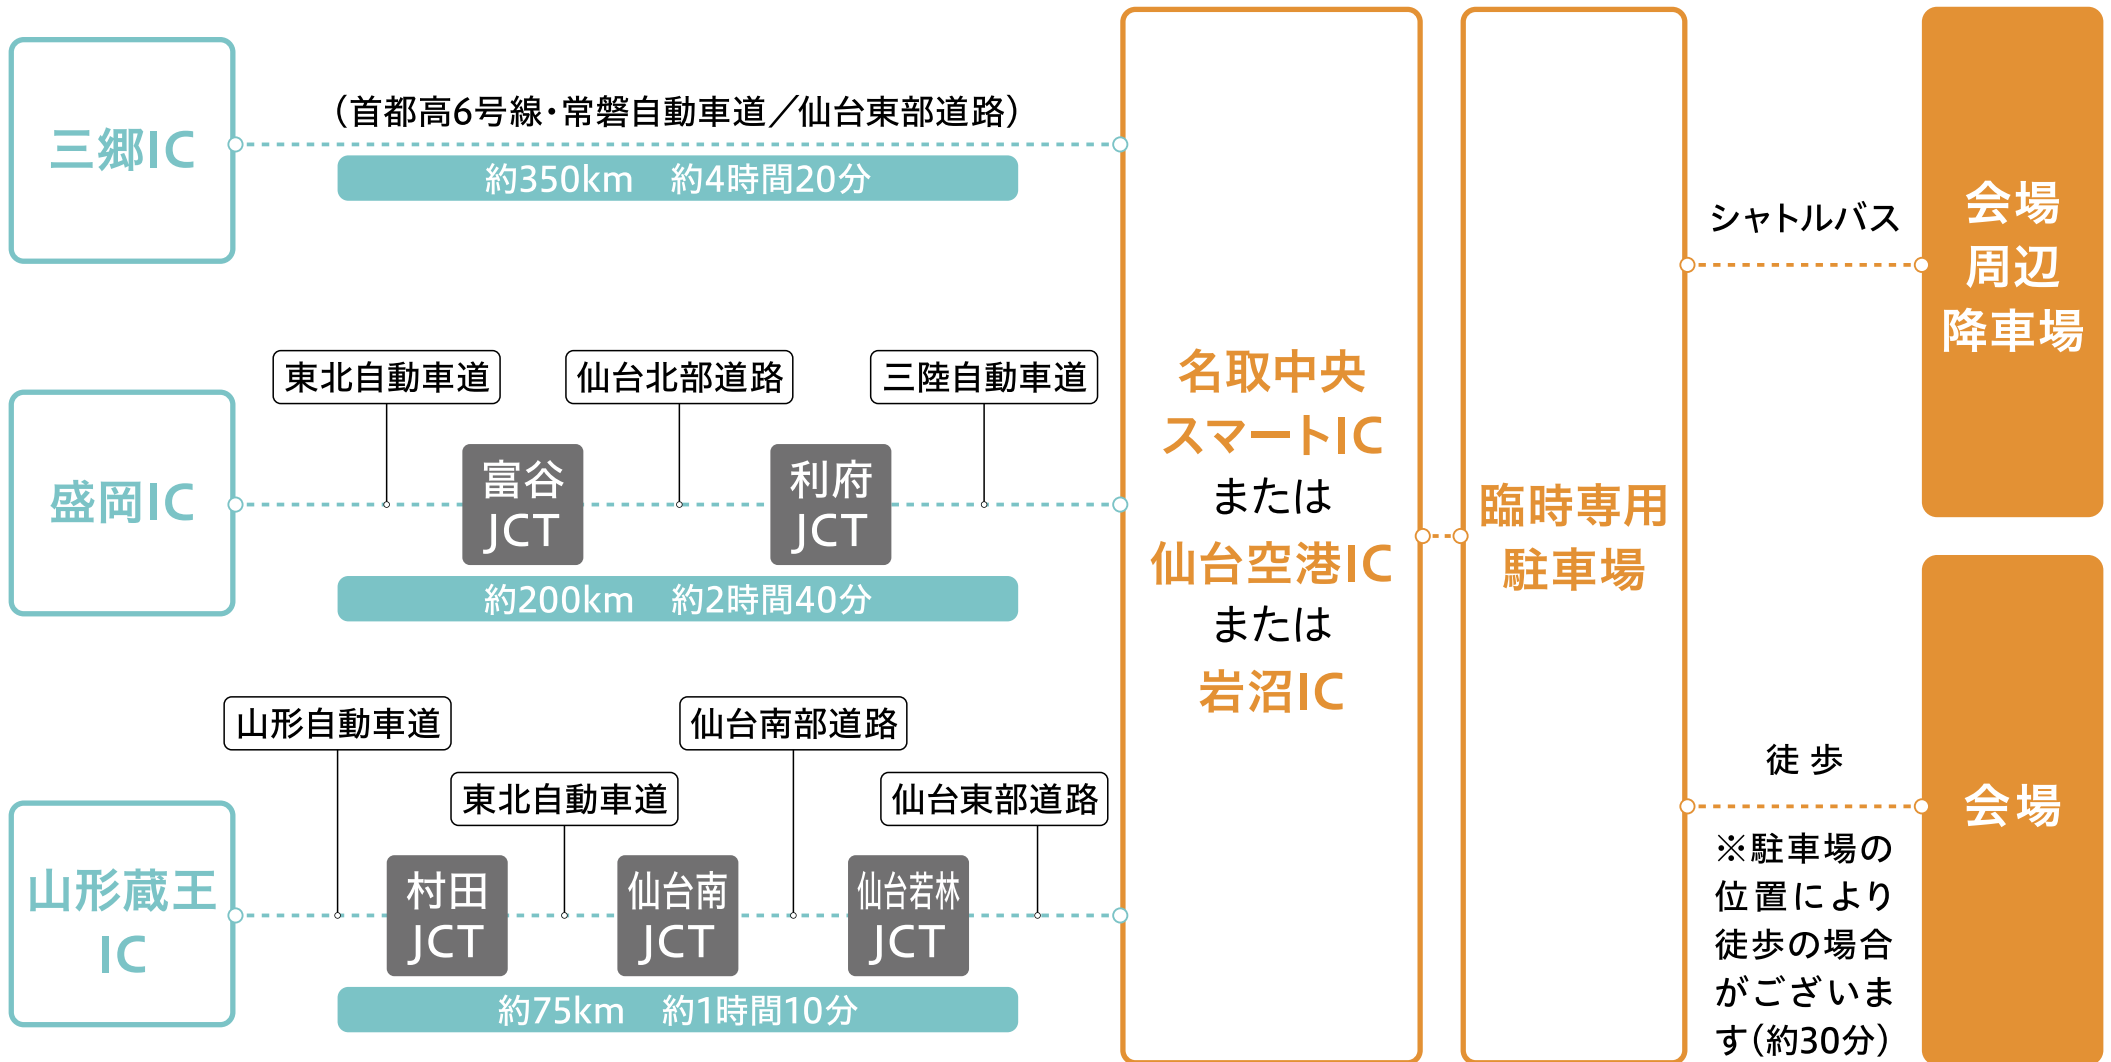 三郷IC
（首都高6号線・常磐自動車道／仙台東部道路）
約350km　約4時間20分
盛岡IC
東北自動車道
仙台北部道路
三陸自動車道
富谷
JCT
利府
JCT
約200km　約2時間40分
山形蔵王
IC
山形自動車道
東北自動車道
仙台南部道路
仙台東部道路
村田
JCT
仙台南
JCT
仙台若林
JCT
約75km　約1時間10分
名取中央
スマートIC
または
仙台空港IC
または
岩沼IC
臨時専用
駐車場
シャトルバス
会場
周辺
降車場
徒歩
※駐車場の
位置により
徒歩の場合
がございま
す（約30分）
会場